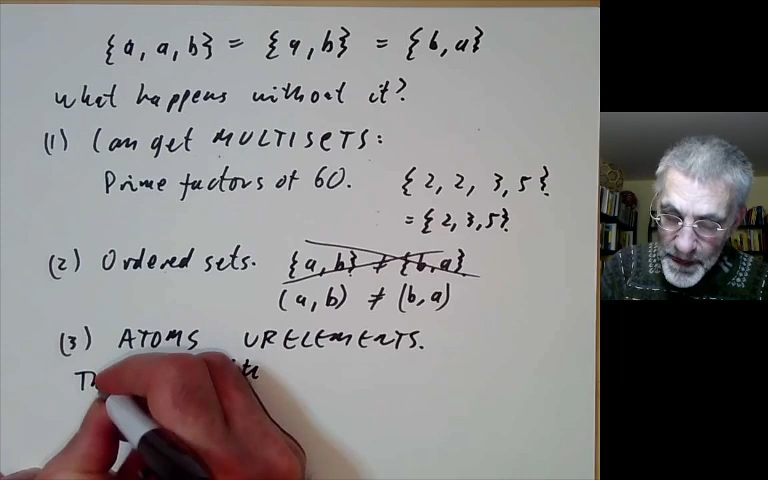 {a, a, b} = {a, b} = {b, a}
What happens without it?
(1) Can get MULTISETS:
Prime factors of 60. {2, 2, 3, 5}
= {2, 3, 5}.
(2) Ordered sets. {a, b} ≠ {b, a}
(a, b) ≠ (b, a)
(3) ATOMS URELEMENTS.